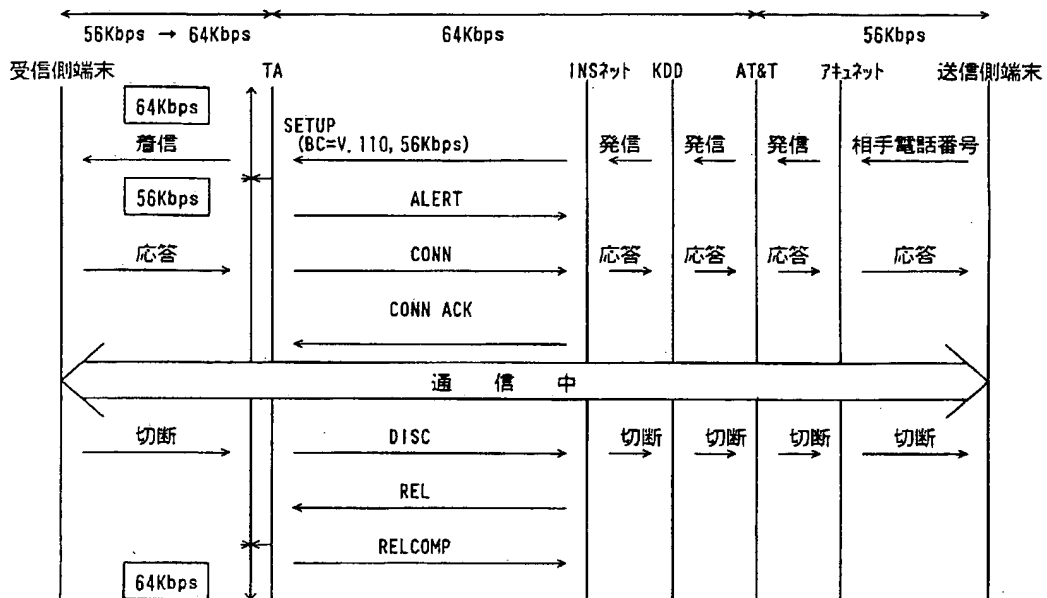 56Kbps → 64Kbps
64Kbps
56Kbps
受信側端末
TA
INSネット
KDD
AT&T
アキュネット
送信側端末
64Kbps
着信
SETUP
(BC=V.110,56Kbps)
発信
発信
発信
相手電話番号
56Kbps
ALERT
応答
CONN
応答
応答
応答
応答
CONN ACK
通信中
切断
DISC
切断
切断
切断
切断
REL
RELCOMP
64Kbps